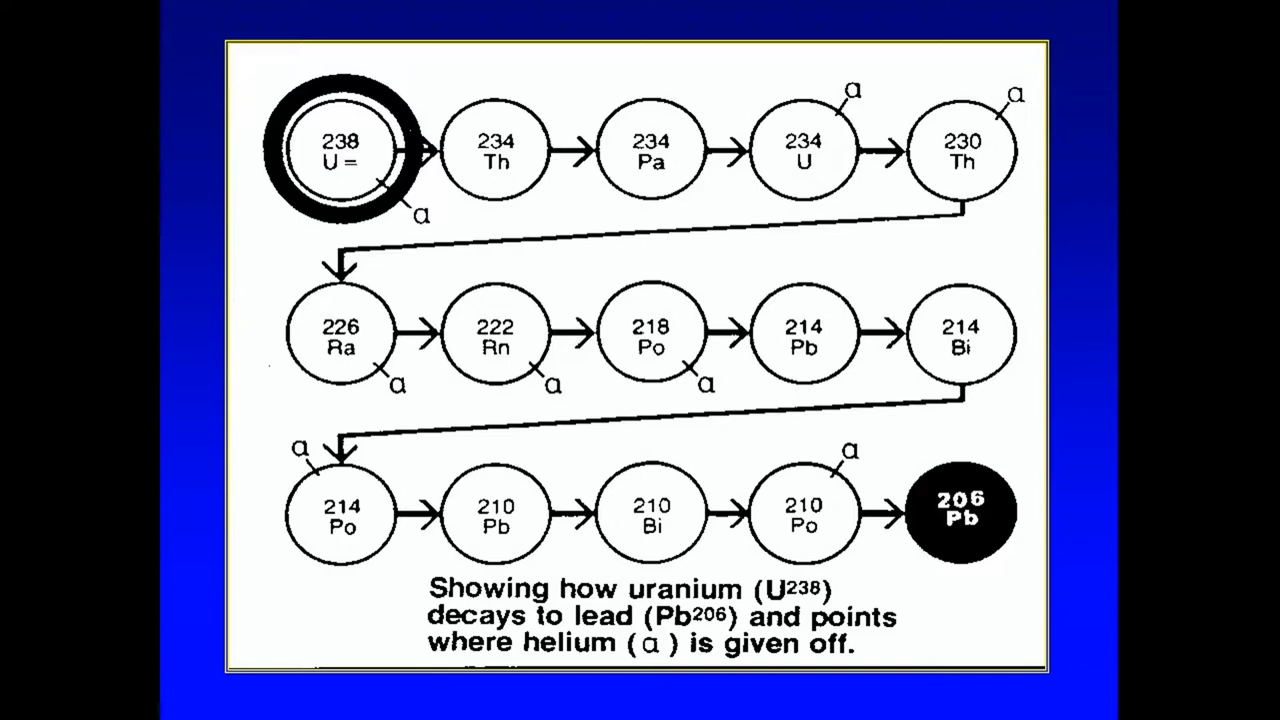 α
α
238
U =
234
Th
234
Pa
234
U
230
Th
α
226
Ra
222
Rn
218
Po
214
Pb
214
Bi
α
α
α
α
α
214
Po
210
Pb
210
Bi
210
Po
206
Pb
Showing how uranium (U238)
decays to lead (Pb206) and points
where helium (α) is given off.